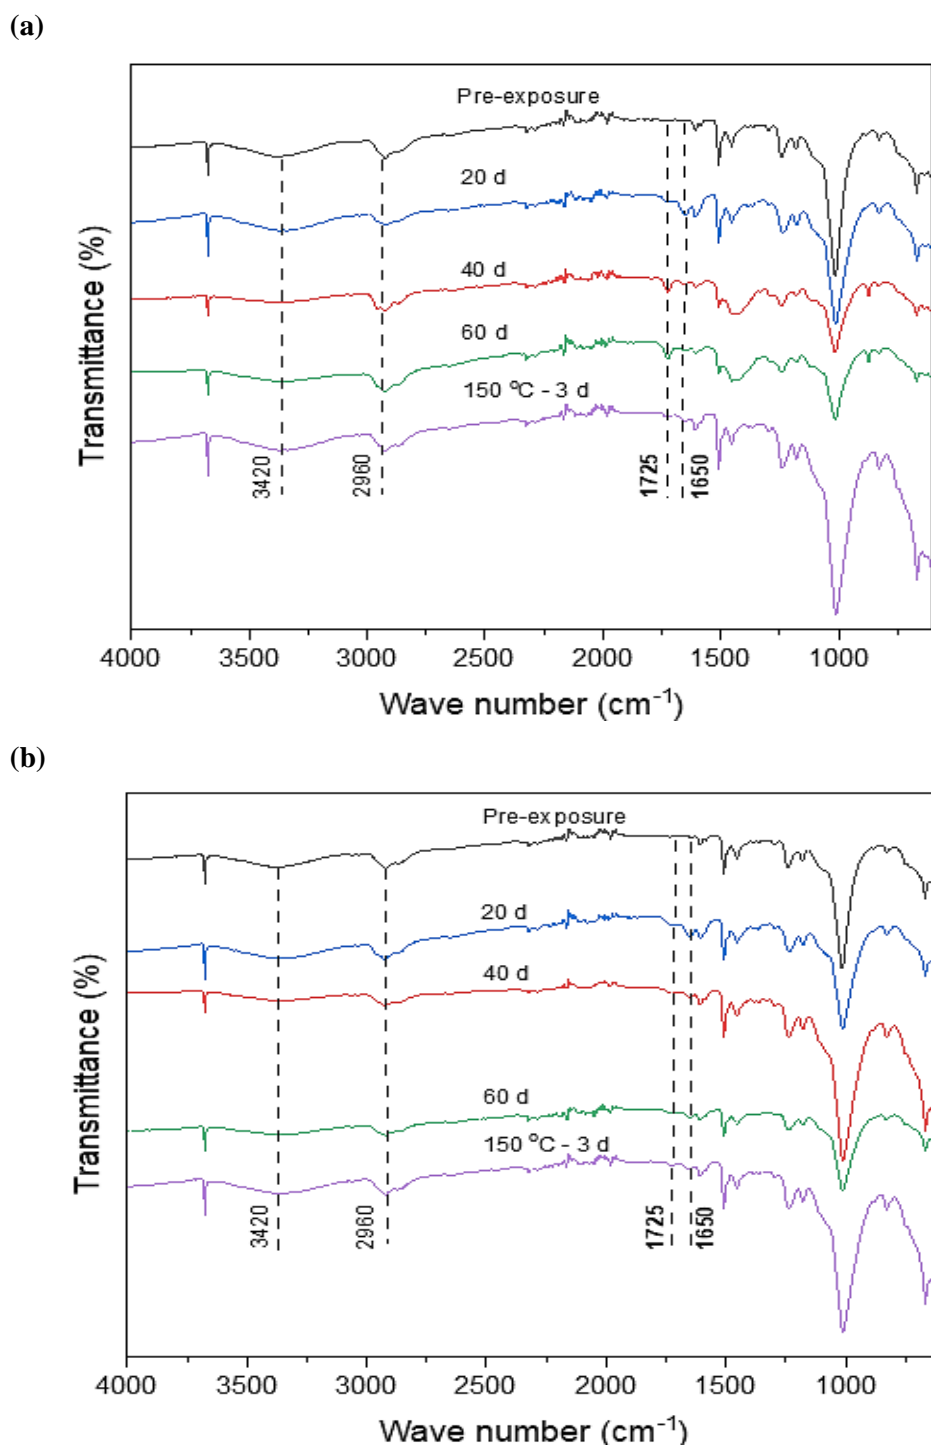 (a)
Pre-exposure
20 d
40 d
60 d
150 °C - 3 d
3420
2960
1725
1650
Transmittance (%)
4000 3500 3000 2500 2000 1500 1000
Wave number (cm⁻¹)
(b)
Pre-exposure
20 d
40 d
60 d
150 °C - 3 d
3420
2960
1725
1650
Transmittance (%)
4000 3500 3000 2500 2000 1500 1000
Wave number (cm⁻¹)